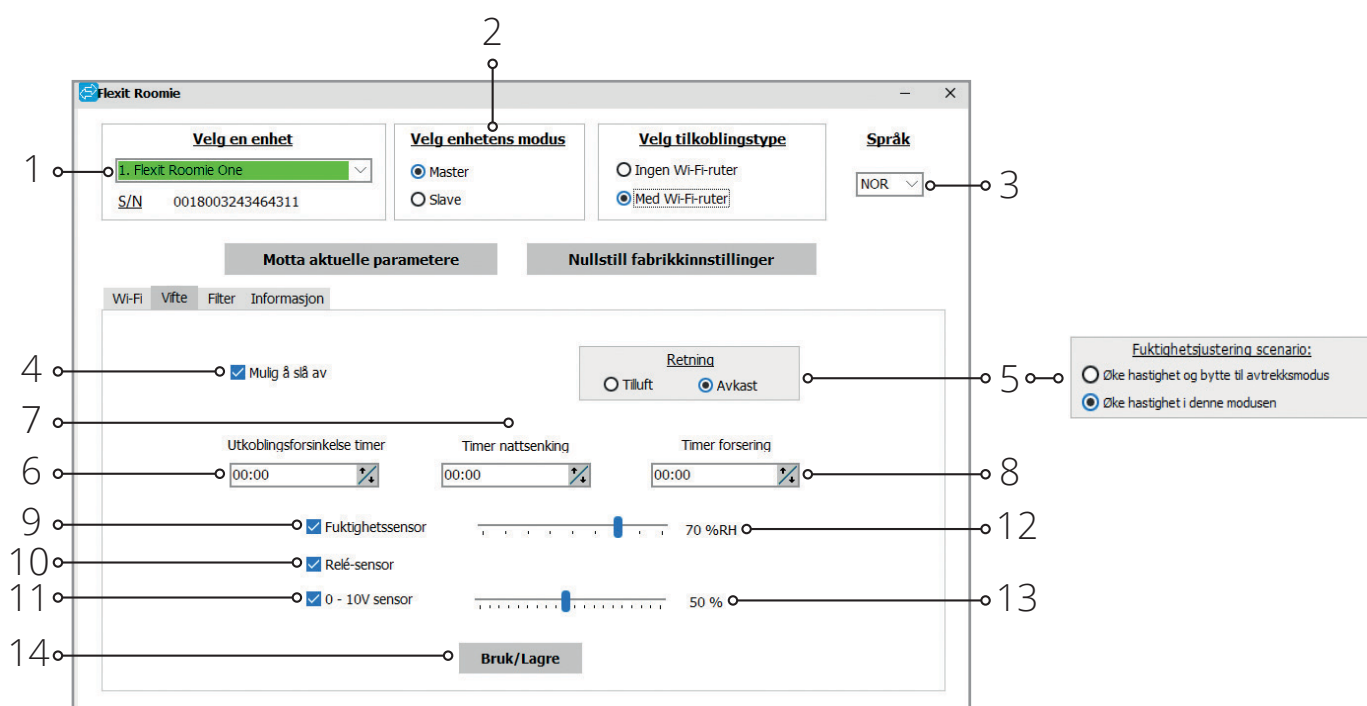 2
Flexit Roomie
Velg en enhet
1
1. Flexit Roomie One
S/N 0018003243464311
Velg enhetens modus
Master
Slave
Velg tilkoblingstype
Ingen Wi-Fi-ruter
Med Wi-Fi-ruter
Språk
NOR
3
Motta aktuelle parametere
Nullstill fabrikkinnstillinger
Wi-Fi Vifte Filter Informasjon
4
Mulig å slå av
Retning
Tilluft Avkast
5
Fuktighetsjustering scenario:
Øke hastighet og bytte til avtrekksmodus
Øke hastighet i denne modusen
7
Utkoblingsforsinkelse timer
Timer nattsenking
Timer forsering
6
00:00
00:00
00:00
8
9
Fuktighetssensor
70 %RH
12
10
Relé-sensor
11
0 - 10V sensor
50 %
13
14
Bruk/Lagre